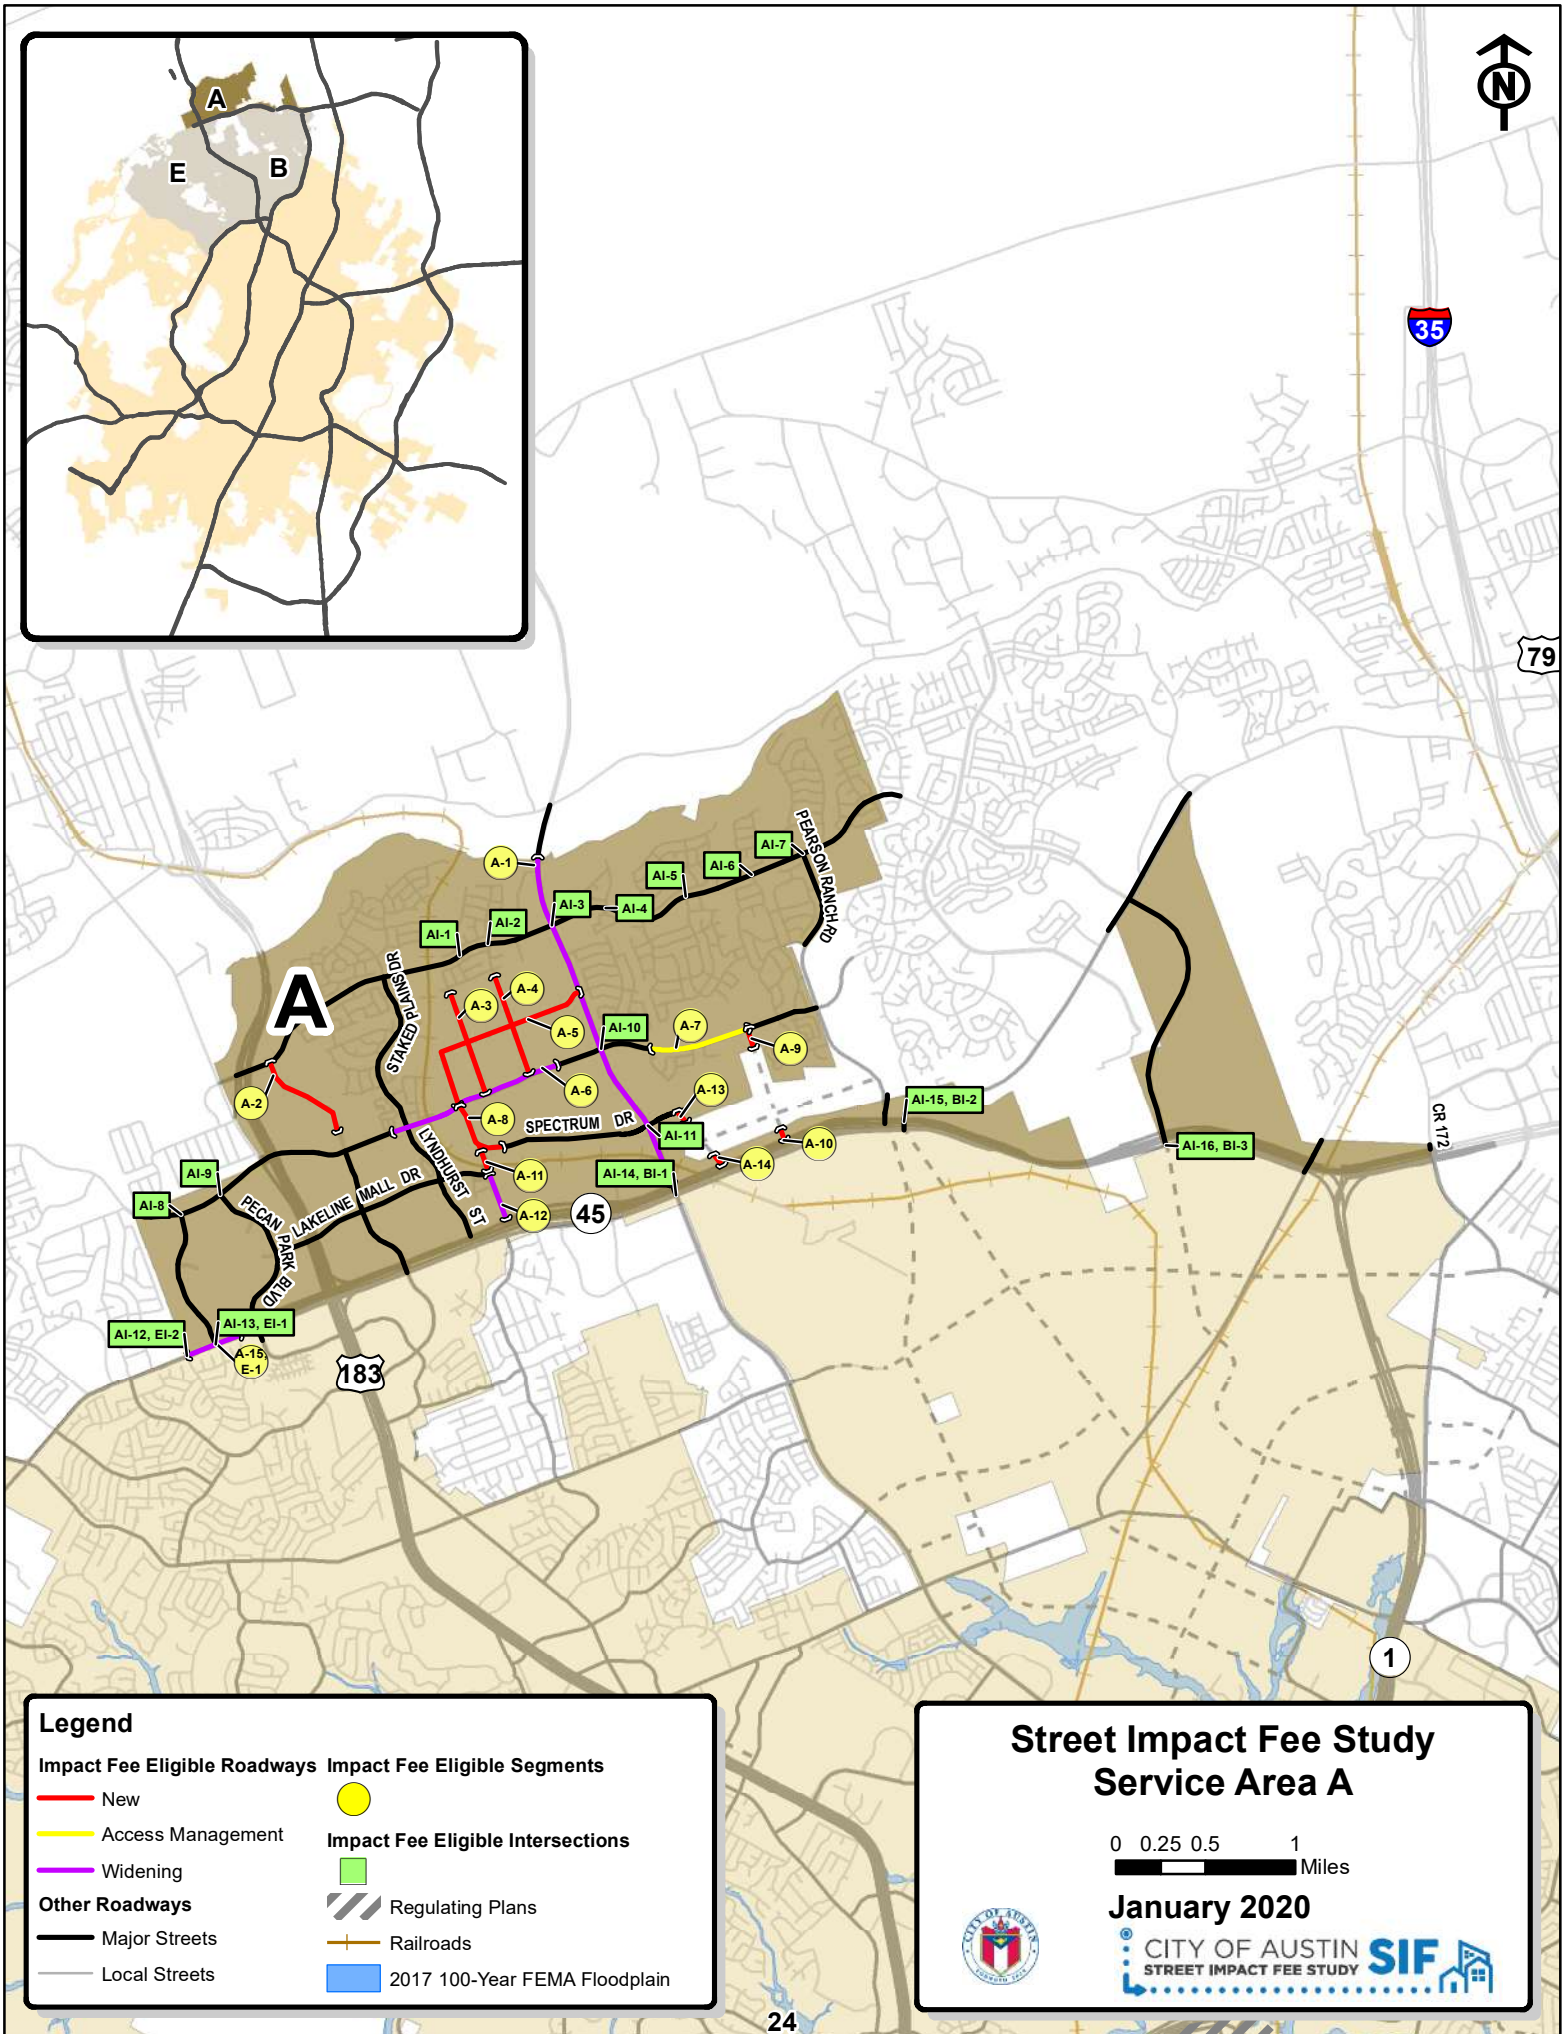 A
E
B
N
35
79
A-1
AI-7
PEARSON RANCH RD
AI-6
AI-5
AI-3
AI-4
AI-2
AI-1
STAKED PLAINS DR
A
A-4
A-3
A-5
AI-10
A-7
A-9
A-2
A-6
A-13
A-8
SPECTRUM DR
AI-15, BI-2
CR 172
AI-11
A-10
AI-16, BI-3
LYNDHURST ST
A-11
AI-14, BI-1
A-14
AI-9
AI-8
PECAN PARK BLVD
LAKELINE MALL DR
A-12
45
AI-13, EI-1
AI-12, EI-2
A-15,
E-1
183
1
Legend
Impact Fee Eligible Roadways
New
Access Management
Widening
Other Roadways
Major Streets
Local Streets
Impact Fee Eligible Segments
Impact Fee Eligible Intersections
Regulating Plans
Railroads
2017 100-Year FEMA Floodplain
Street Impact Fee Study
Service Area A
0 0.25 0.5 1
Miles
January 2020
CITY OF AUSTIN
CITY OF AUSTIN
STREET IMPACT FEE STUDY
SIF
24